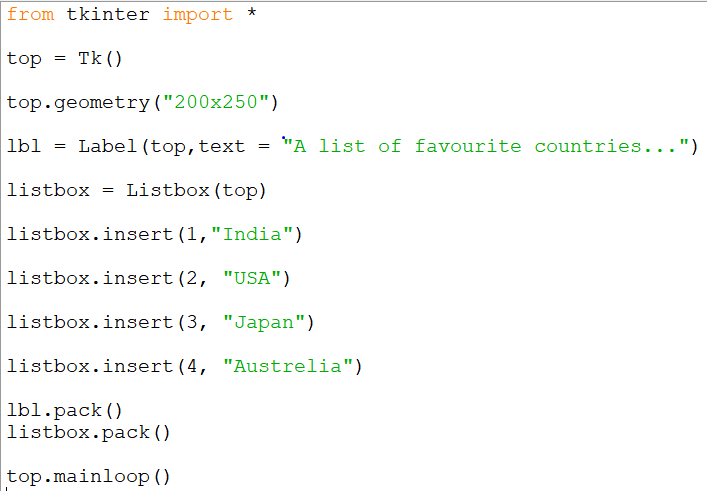 from tkinter import *
top = Tk()
top.geometry("200x250")
lbl = Label(top,text = "A list of favourite countries...")
listbox = Listbox(top)
listbox.insert(1,"India")
listbox.insert(2, "USA")
listbox.insert(3, "Japan")
listbox.insert(4, "Austrelia")
lbl.pack()
listbox.pack()
top.mainloop()